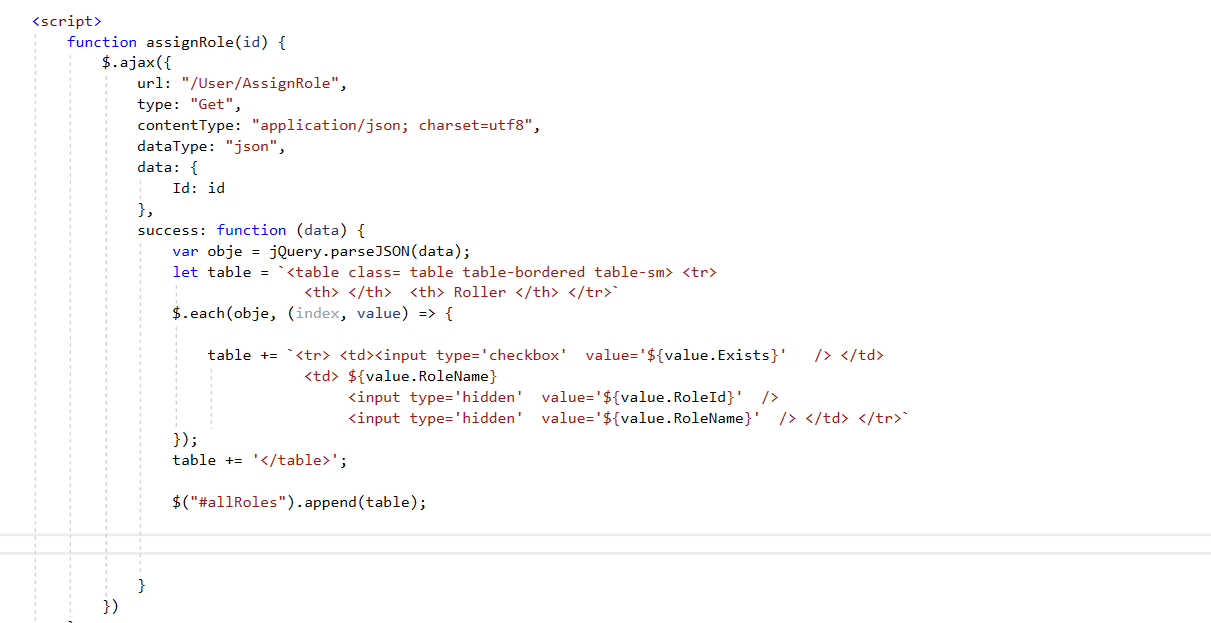 <script>
function assignRole(id) {
$.ajax({
url: "/User/AssignRole",
type: "Get",
contentType: "application/json; charset=utf8",
dataType: "json",
data: {
Id: id
},
success: function (data) {
var obje = jQuery.parseJSON(data);
let table = `<table class= table table-bordered table-sm> <tr>
<th> </th>  <th> Roller </th> </tr>`
$.each(obje, (index, value) => {
table += `<tr> <td><input type='checkbox'  value='${value.Exists}'   /> </td>
<td> ${value.RoleName}
<input type='hidden'  value='${value.RoleId}'  />
<input type='hidden'  value='${value.RoleName}'  /> </td> </tr>`
});
table += '</table>';
$("#allRoles").append(table);
}
})